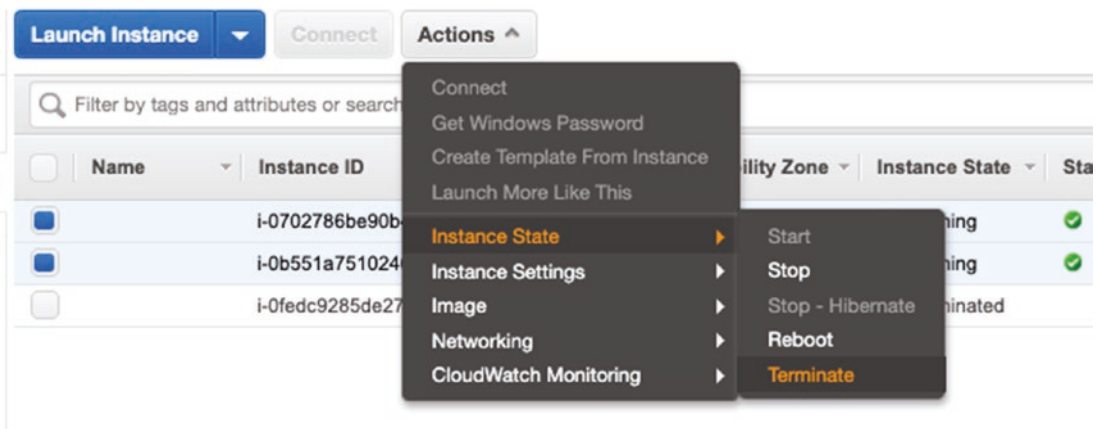 Launch Instance Connect Actions
Filter by tags and attributes or search
Connect
Get Windows Password
Create Template From Instance
Launch More Like This
Name Instance ID ility Zone Instance State Sta
i-0702786be90b
Instance State Start ning
i-0b551a751024
Instance Settings Stop ning
i-0fedc9285de27
Image Stop - Hibernate ninated
Networking Reboot
CloudWatch Monitoring Terminate